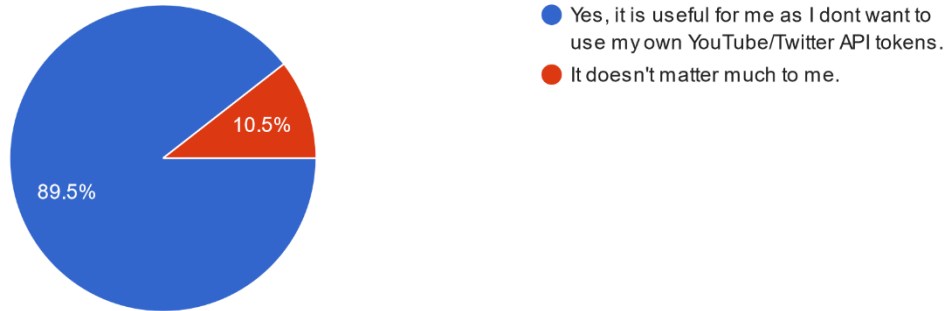 Yes, it is useful for me as I dont want to
use my own YouTube/Twitter API tokens.
It doesn't matter much to me.
10.5%
89.5%